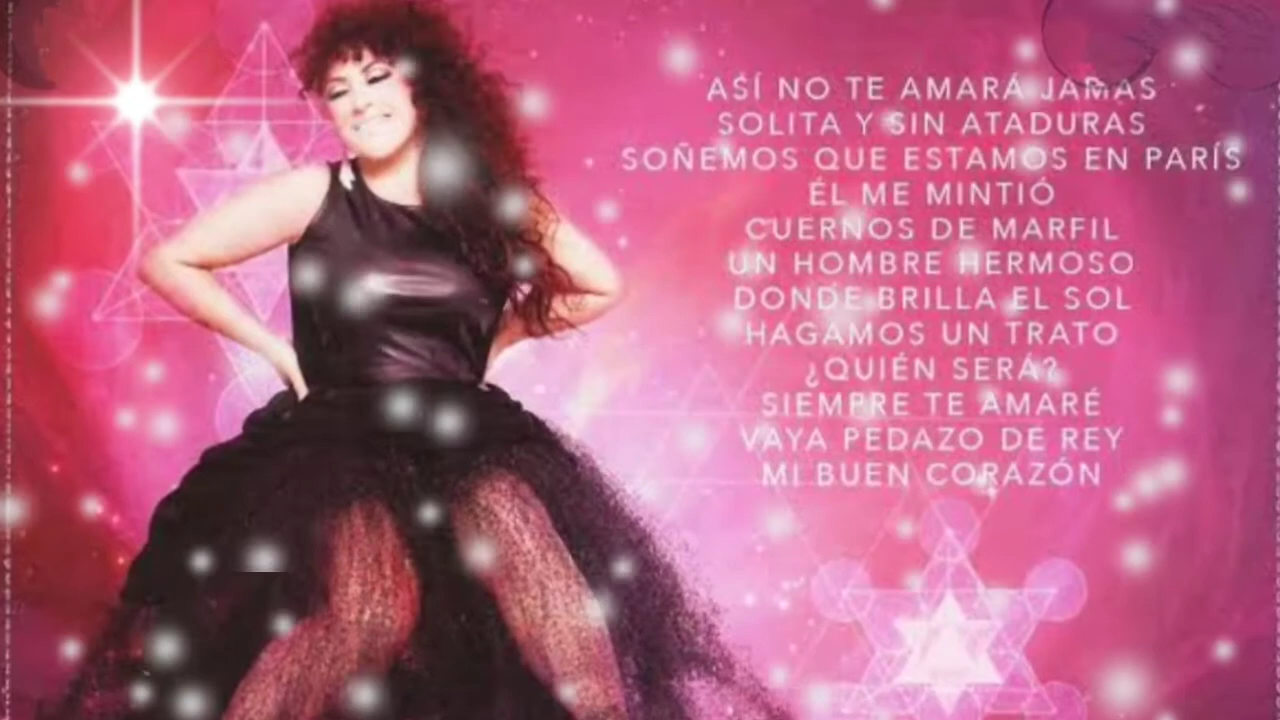 ASÍ NO TE AMARÁ JAMAS
SOLITA Y SIN ATADURAS
SOÑEMOS QUE ESTAMOS EN PARÍS
ÉL ME MINTIÓ
CUERNOS DE MARFIL
UN HOMBRE HERMOSO
DONDE BRILLA EL SOL
HAGAMOS UN TRATO
¿QUIÉN SERÁ?
SIEMPRE TE AMARÉ
VAYA PEDAZO DE REY
MI BUEN CORAZÓN